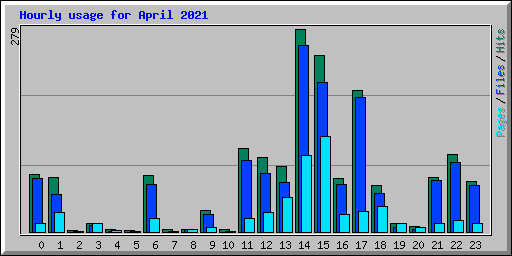 Hourly usage for April 2021
279
Pages / Files / Hits
0 1 2 3 4 5 6 7 8 9 10 11 12 13 14 15 16 17 18 19 20 21 22 23